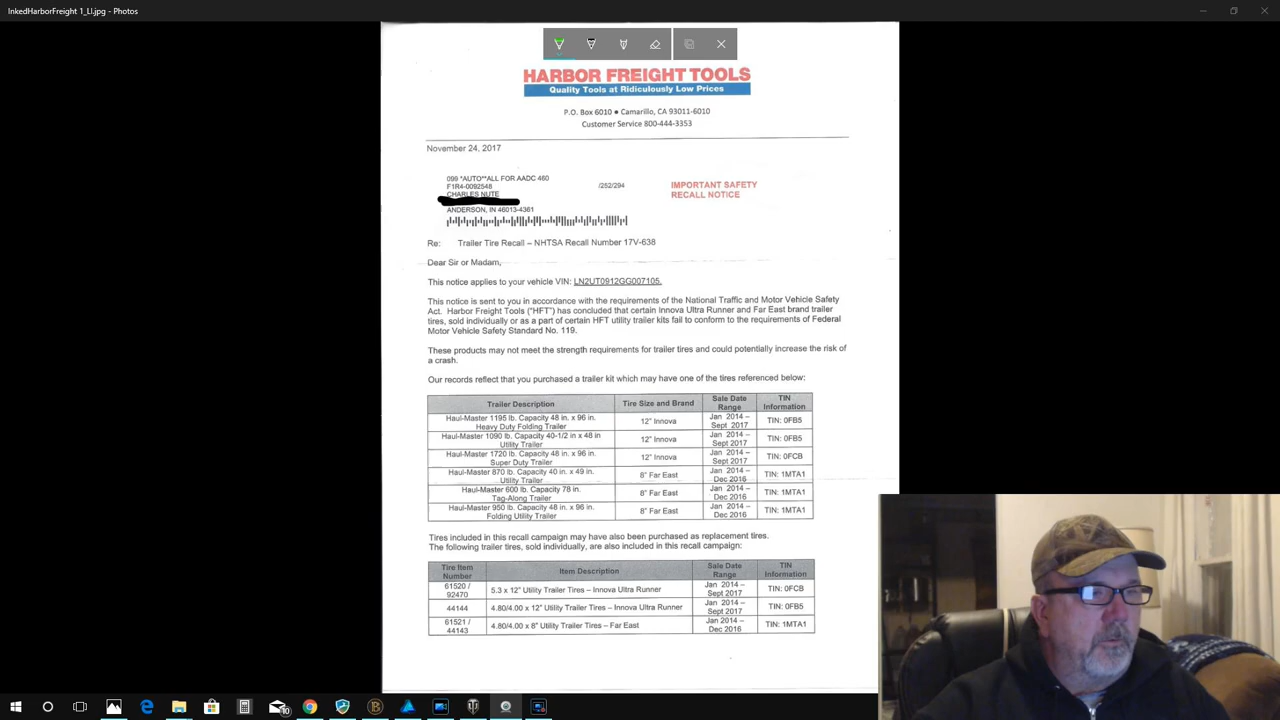 InkedHarborFreight 1_LI.jpg - Photos
HARBOR FREIGHT TOOLS
Quality Tools at Ridiculously Low Prices
P.O. Box 6010 ● Camarillo, CA 93011-6010
Customer Service 800-444-3353
November 24, 2017
099 *AUTO**ALL FOR AADC 460
F1R4-0092548
/252/294
CHARLES NUTE
ANDERSON, IN 46013-4361
IMPORTANT SAFETY
RECALL NOTICE
Re: Trailer Tire Recall – NHTSA Recall Number 17V-638
Dear Sir or Madam,
This notice applies to your vehicle VIN: LN2UT0912GG007105.
This notice is sent to you in accordance with the requirements of the National Traffic and Motor Vehicle Safety
Act. Harbor Freight Tools ("HFT") has concluded that certain Innova Ultra Runner and Far East brand trailer
tires, sold individually or as a part of certain HFT utility trailer kits fail to conform to the requirements of Federal
Motor Vehicle Safety Standard No. 119.
These products may not meet the strength requirements for trailer tires and could potentially increase the risk of
a crash.
Our records reflect that you purchased a trailer kit which may have one of the tires referenced below:
Trailer Description Tire Size and Brand Sale Date Range TIN Information
Haul-Master 1195 lb. Capacity 48 in. x 96 in. Heavy Duty Folding Trailer 12" Innova Jan 2014 – Sept 2017 TIN: 0FB5
Haul-Master 1090 lb. Capacity 40-1/2 in x 48 in Utility Trailer 12" Innova Jan 2014 – Sept 2017 TIN: 0FB5
Haul-Master 1720 lb. Capacity 48 in. x 96 in. Super Duty Trailer 12" Innova Jan 2014 – Sept 2017 TIN: 0FCB
Haul-Master 870 lb. Capacity 40 in. x 49 in. Utility Trailer 8" Far East Jan 2014 – Dec 2016 TIN: 1MTA1
Haul-Master 600 lb. Capacity 78 in. Tag-Along Trailer 8" Far East Jan 2014 – Dec 2016 TIN: 1MTA1
Haul-Master 950 lb. Capacity 48 in. x 96 in. Folding Utility Trailer 8" Far East Jan 2014 – Dec 2016 TIN: 1MTA1
Tires included in this recall campaign may have also been purchased as replacement tires.
The following trailer tires, sold individually, are also included in this recall campaign:
Tire Item Number Item Description Sale Date Range TIN Information
61520 / 92470 5.3 x 12" Utility Trailer Tires – Innova Ultra Runner Jan 2014 – Sept 2017 TIN: 0FCB
44144 4.80/4.00 x 12" Utility Trailer Tires – Innova Ultra Runner Jan 2014 – Sept 2017 TIN: 0FB5
61521 / 44143 4.80/4.00 x 8" Utility Trailer Tires – Far East Jan 2014 – Dec 2016 TIN: 1MTA1